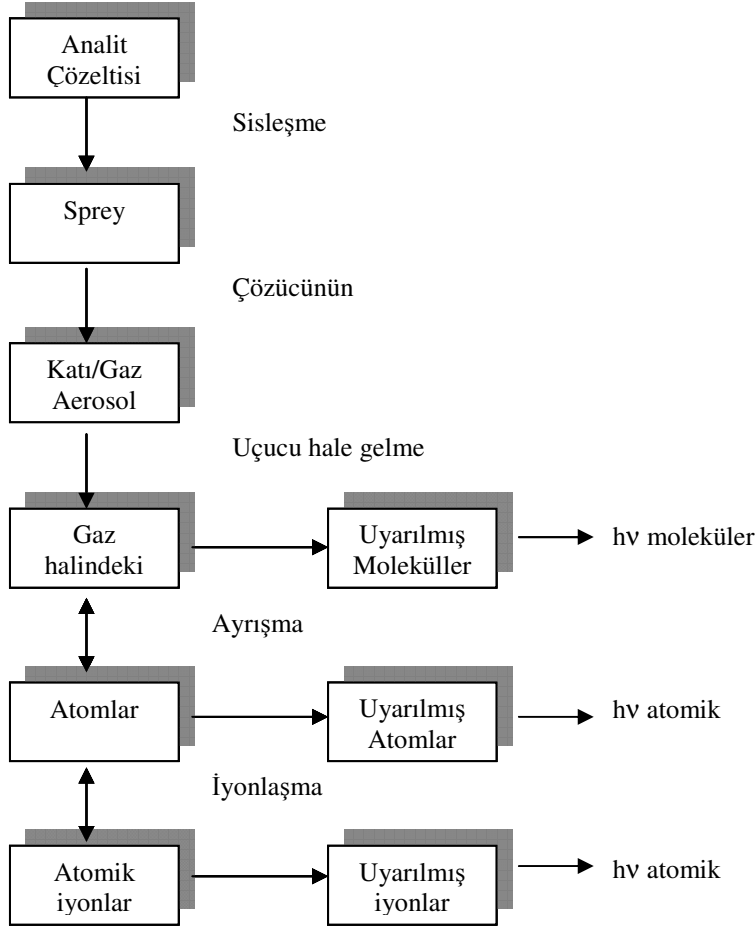 Analit
Çözeltisi
Sisleşme
Sprey
Çözücünün
Katı/Gaz
Aerosol
Uçucu hale gelme
Gaz
halindeki
Uyarılmış
Moleküller
hν moleküler
Ayrışma
Atomlar
Uyarılmış
Atomlar
hν atomik
İyonlaşma
Atomik
iyonlar
Uyarılmış
iyonlar
hν atomik